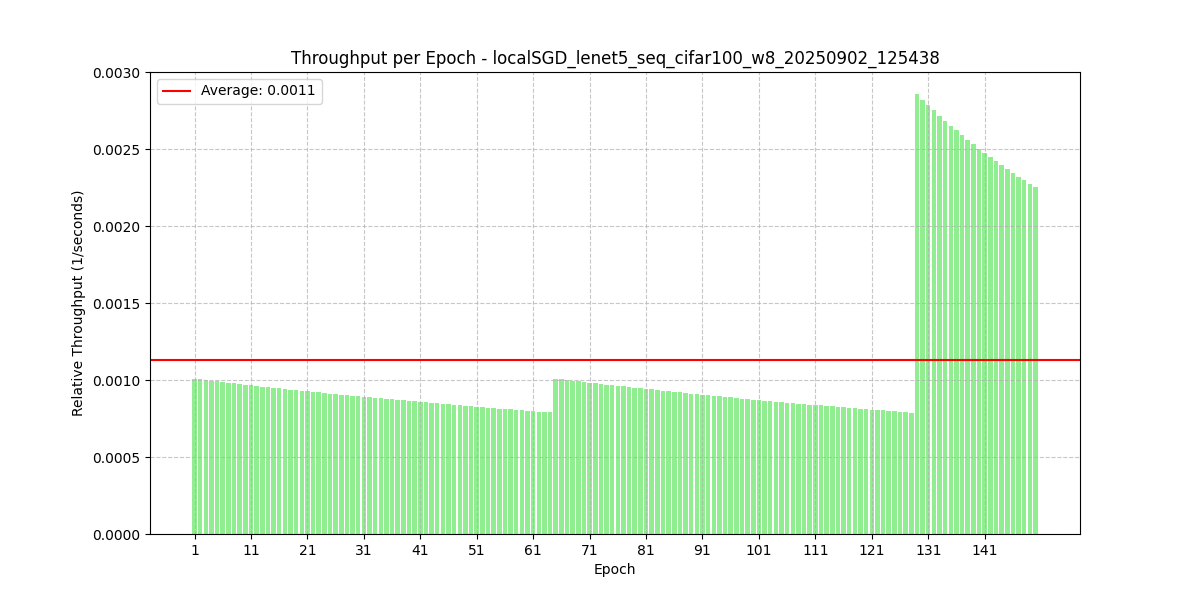 Throughput per Epoch - localSGD_lenet5_seq_cifar100_w8_20250902_125438
Average: 0.0011
Relative Throughput (1/seconds)
0.0030
0.0025
0.0020
0.0015
0.0010
0.0005
0.0000
1 11 21 31 41 51 61 71 81 91 101 111 121 131 141
Epoch